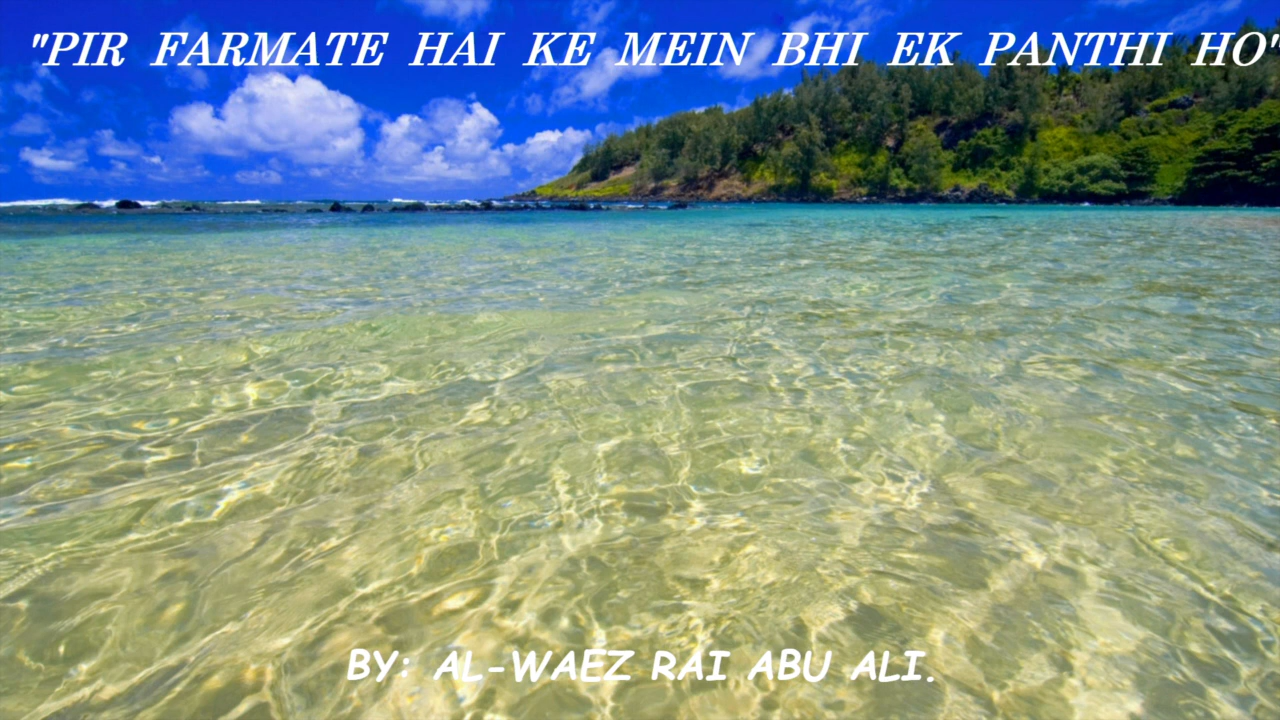 "PIR FARMATE HAI KE MEIN BHI EK PANTHI HO"
BY: AL-WAEZ RAI ABU ALI.